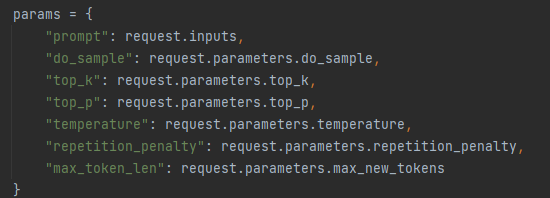 params = {
    "prompt": request.inputs,
    "do_sample": request.parameters.do_sample,
    "top_k": request.parameters.top_k,
    "top_p": request.parameters.top_p,
    "temperature": request.parameters.temperature,
    "repetition_penalty": request.parameters.repetition_penalty,
    "max_token_len": request.parameters.max_new_tokens
}